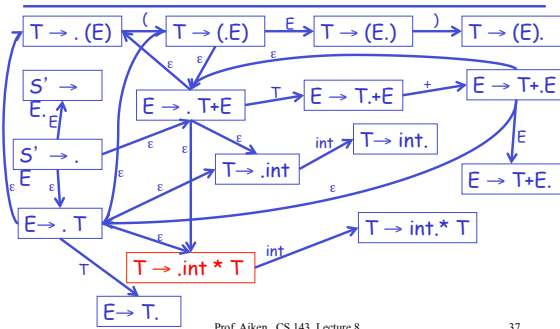 T → . (E)
(
T → (.E)
E
T → (E.)
)
T → (E).
ε
ε
ε
S' →
E.
E
E → . T+E
T
E → T.+E
+
E → T+.E
S' → .
E
ε
ε
ε
int
T → int.
E
T → .int
ε
ε
ε
E → T+E.
E → . T
ε
T → int.* T
T
T → .int * T
int
E → T.
Prof. Aiken CS 143 Lecture 8
37